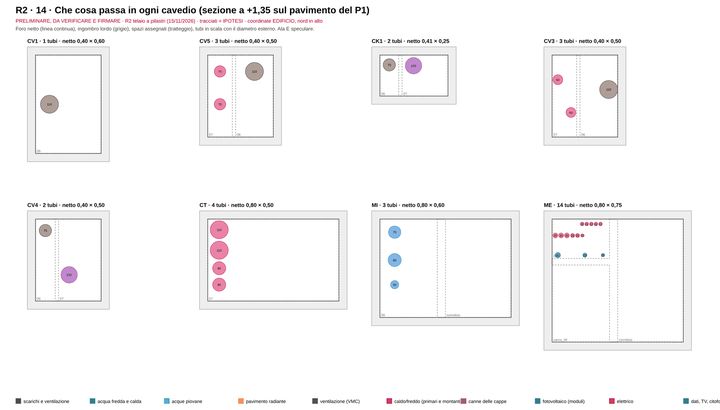 R2 · 14 · Che cosa passa in ogni cavedio (sezione a +1,35 sul pavimento del P1)
PRELIMINARE, DA VERIFICARE E FIRMARE · R2 telaio a pilastri (15/11/2026) · tracciati = IPOTESI · coordinate EDIFICIO, nord in alto
Foro netto (linea continua), ingombro lordo (grigio), spazi assegnati (tratteggio), tubi in scala con il diametro esterno. Ala E speculare.
CV1 · 1 tubi · netto 0,40 × 0,60
CV5 · 3 tubi · netto 0,40 × 0,50
CK1 · 2 tubi · netto 0,41 × 0,25
CV3 · 3 tubi · netto 0,40 × 0,50
CV4 · 2 tubi · netto 0,40 × 0,50
CT · 4 tubi · netto 0,80 × 0,50
MI · 3 tubi · netto 0,80 × 0,60
ME · 14 tubi · netto 0,80 × 0,75
scarichi e ventilazione
acqua fredda e calda
acque piovane
pavimento radiante
ventilazione (VMC)
caldo/freddo (primari e montant
canne delle cappe
fotovoltaico (moduli)
elettrico
dati, TV, citofo